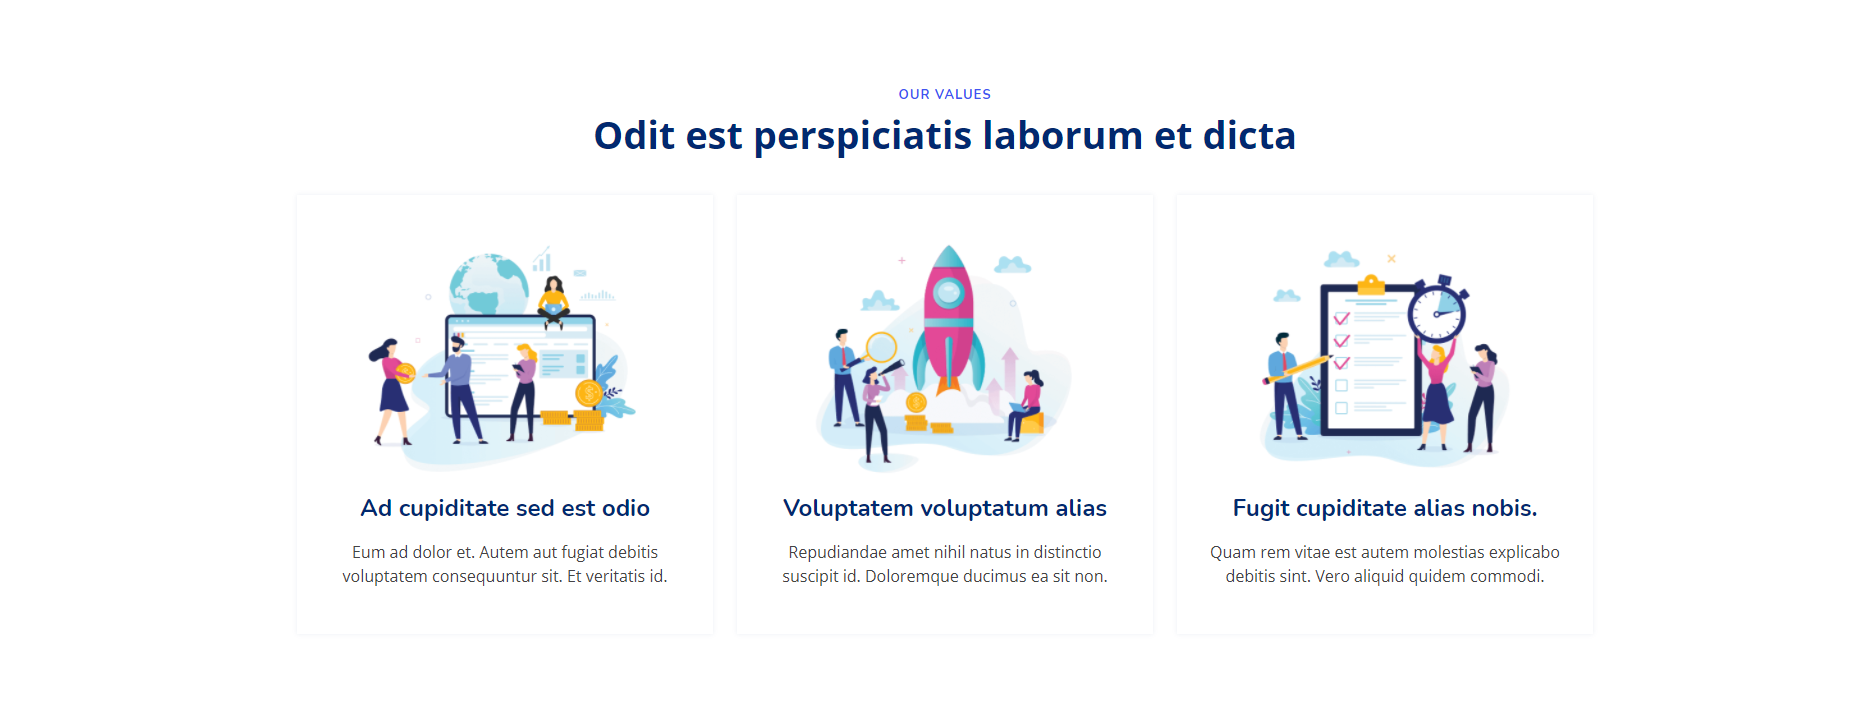 OUR VALUES
Odit est perspiciatis laborum et dicta
Ad cupiditate sed est odio
Eum ad dolor et. Autem aut fugiat debitis
voluptatem consequuntur sit. Et veritatis id.
Voluptatem voluptatum alias
Repudiandae amet nihil natus in distinctio
suscipit id. Doloremque ducimus ea sit non.
Fugit cupiditate alias nobis.
Quam rem vitae est autem molestias explicabo
debitis sint. Vero aliquid quidem commodi.